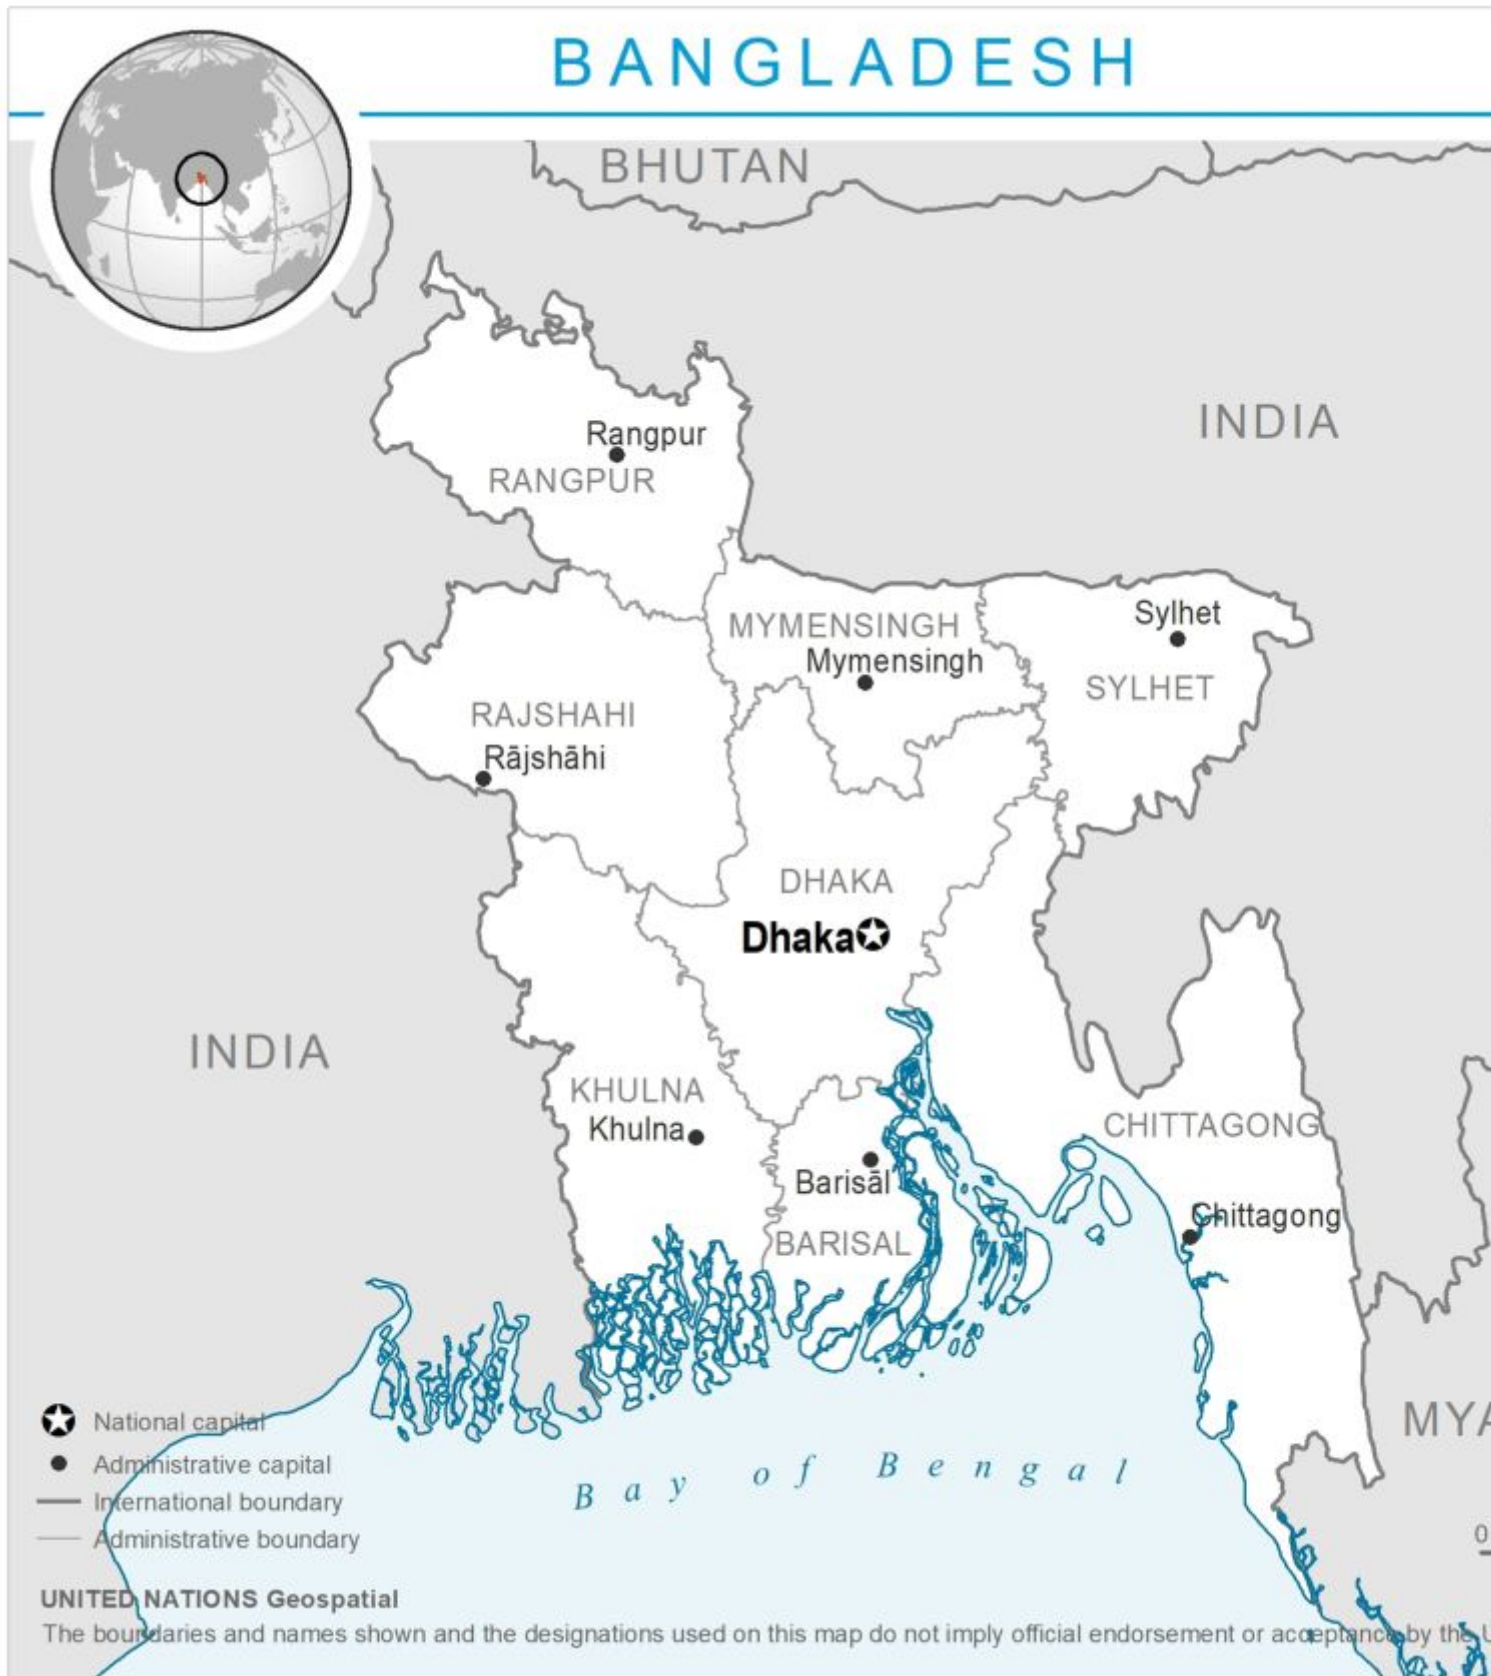 BANGLADESH
BHUTAN
INDIA
Rangpur
RANGPUR
Sylhet
MYMENSINGH
Mymensingh
SYLHET
RAJSHAHI
Rājshāhi
DHAKA
Dhaka
INDIA
KHULNA
Khulna
CHITTAGONG
Barisāl
Chittagong
BARISAL
MYA
Bay of Bengal
National capital
Administrative capital
International boundary
Administrative boundary
0
UNITED NATIONS Geospatial
The boundaries and names shown and the designations used on this map do not imply official endorsement or acceptance by the U